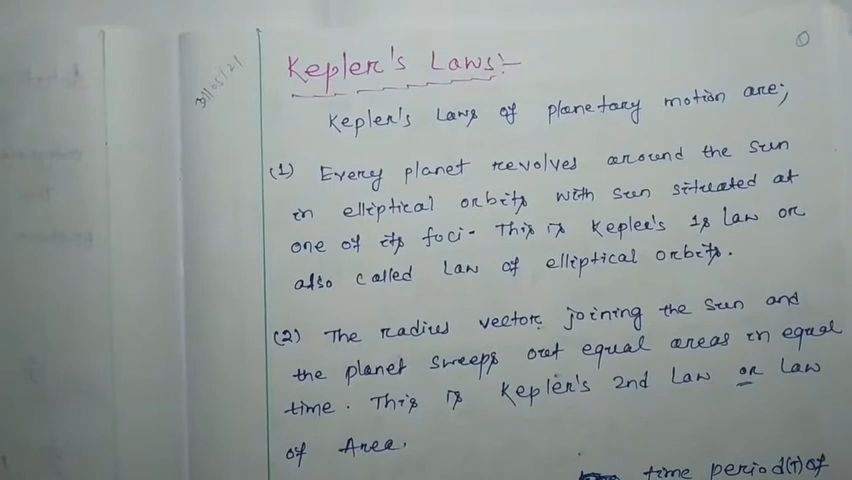 ①
31/05/21
Kepler's Laws:-
Kepler's Laws of planetary motion are;
(1) Every planet revolves around the sun
in elliptical orbits with sun situated at
one of its foci. This is Kepler's 1s Law or
also called Law of elliptical orbits.
(2) The radius vector joining the sun and
the planet sweeps out equal areas in equal
time. This is Kepler's 2nd Law or Law
of Area.
time period(T) of